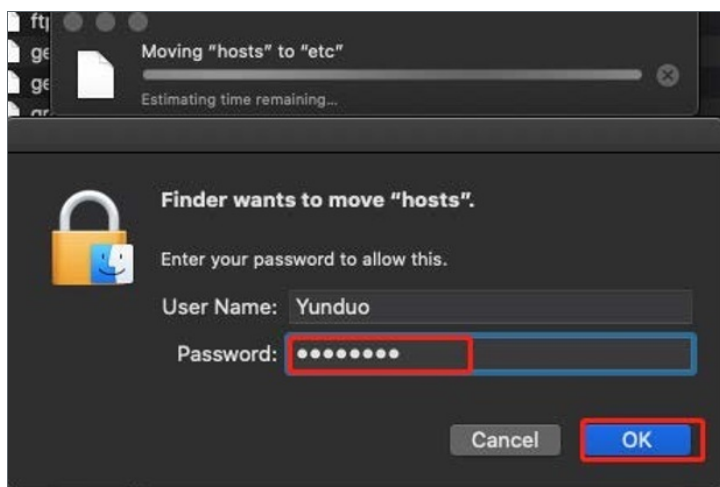 Moving "hosts" to "etc"
Estimating time remaining...
Finder wants to move "hosts".
Enter your password to allow this.
User Name: Yunduo
Password: ••••••••
Cancel OK